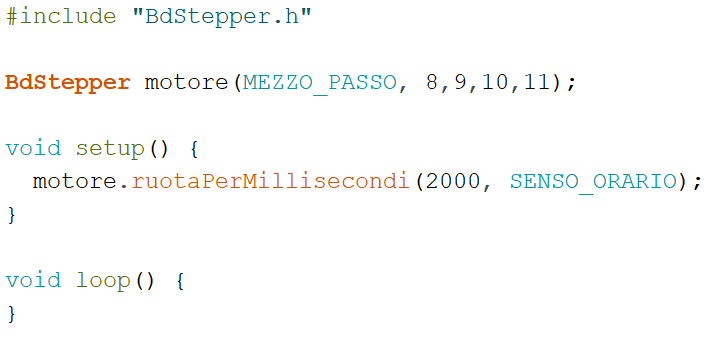 #include "BdStepper.h"
BdStepper motore(MEZZO_PASSO, 8,9,10,11);
void setup() {
  motore.ruotaPerMillisecondi(2000, SENSO_ORARIO);
}
void loop() {
}